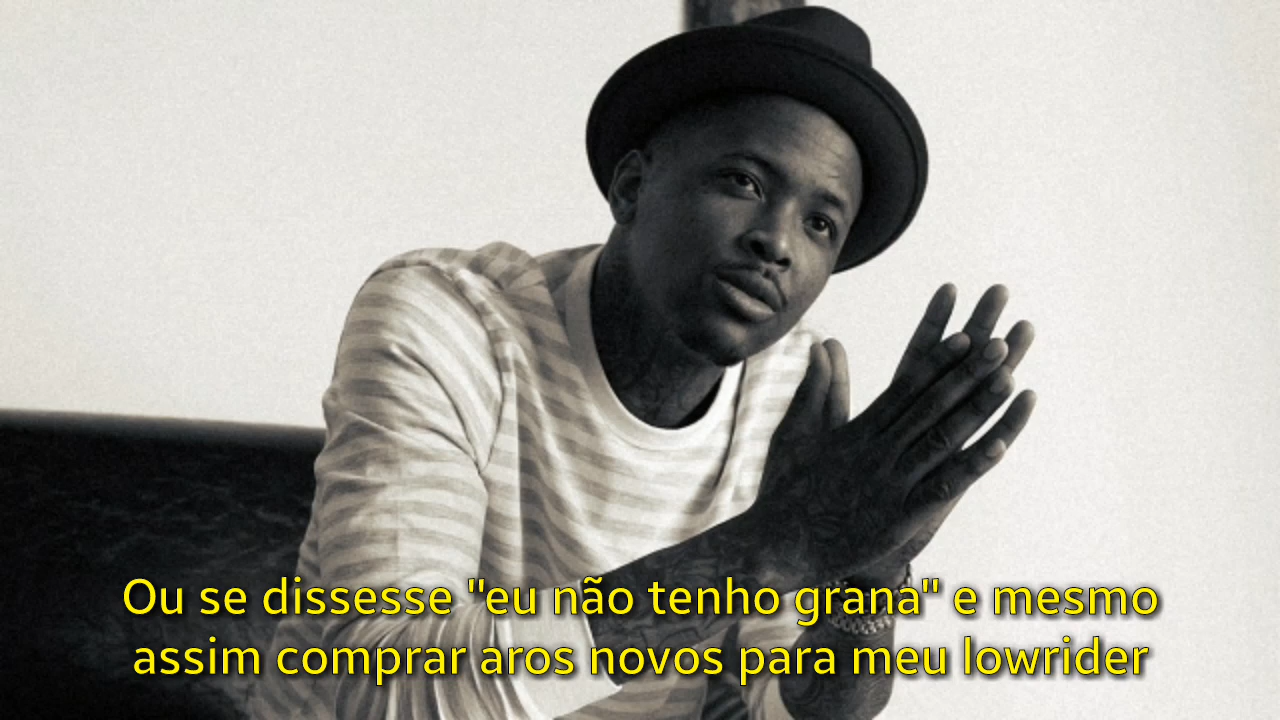 Ou se dissesse "eu não tenho grana" e mesmo
assim comprar aros novos para meu lowrider